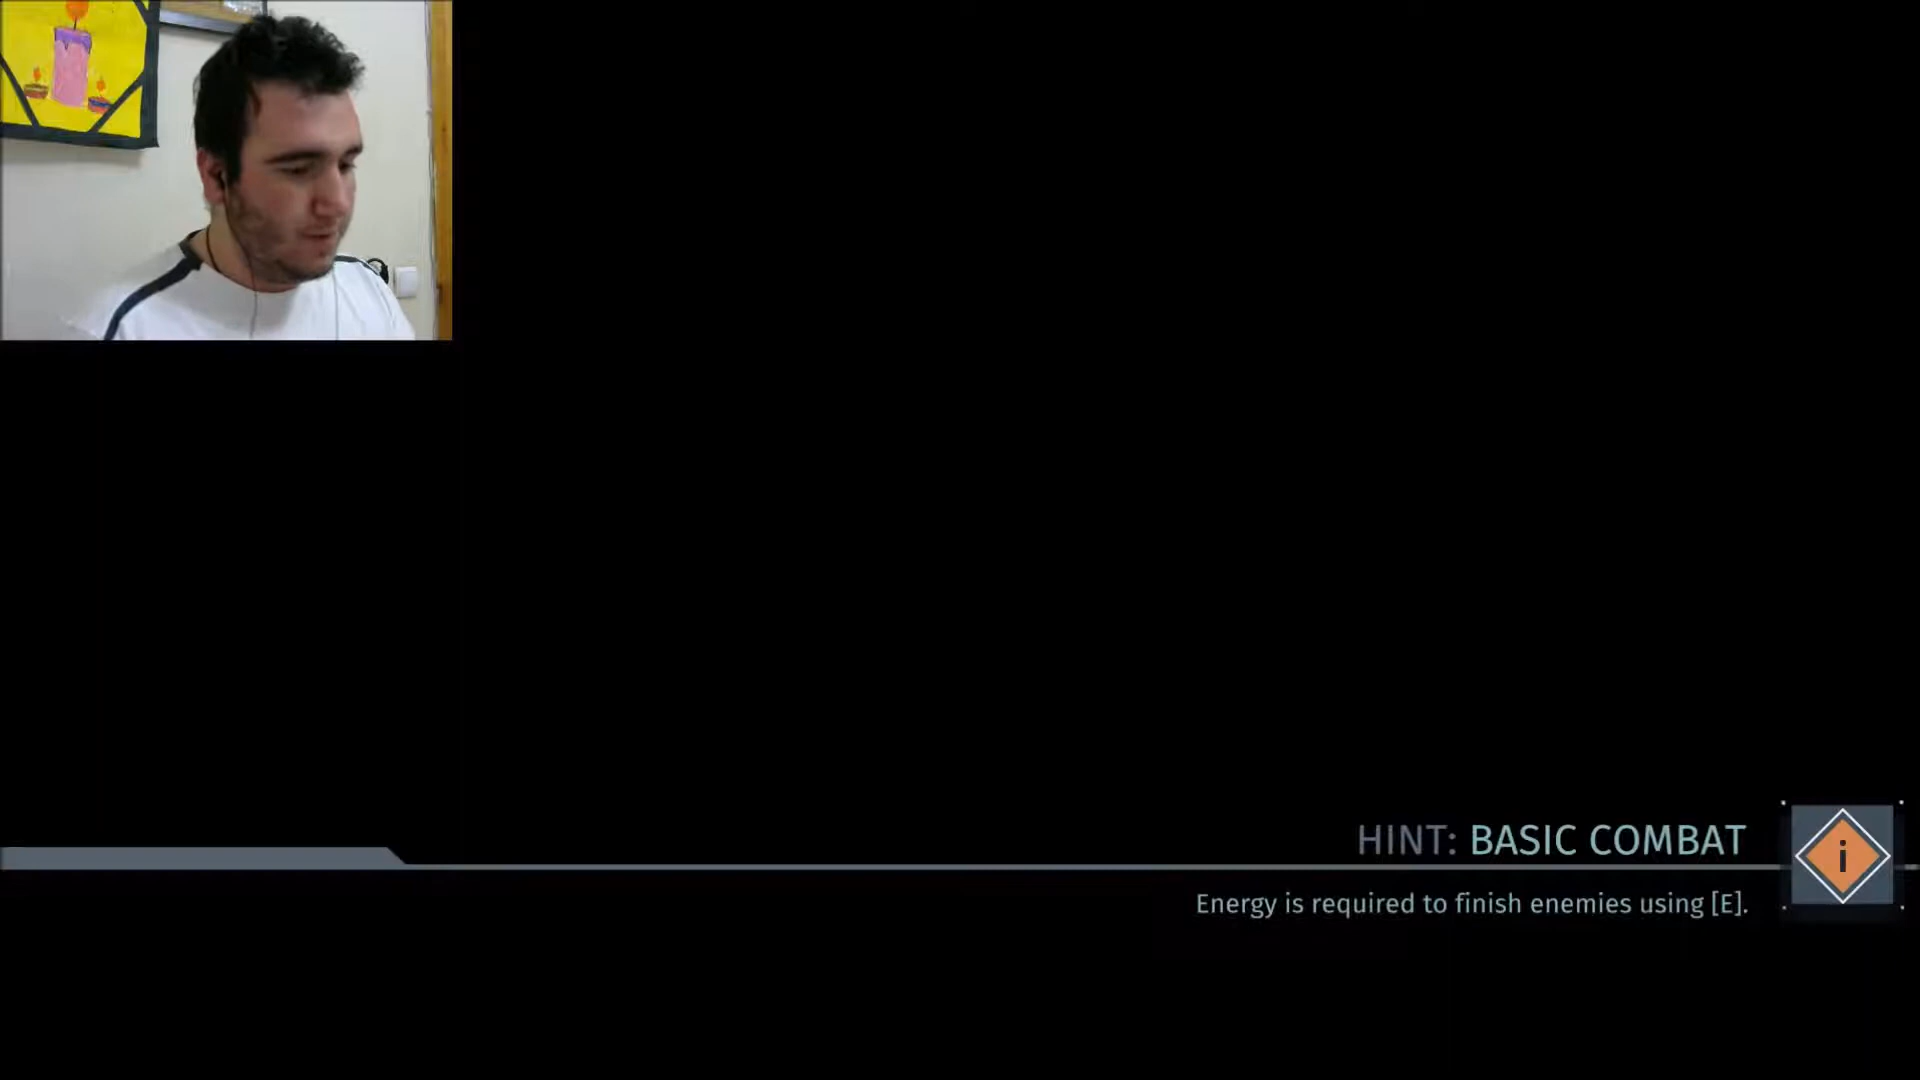 HINT: BASIC COMBAT
i
Energy is required to finish enemies using [E].